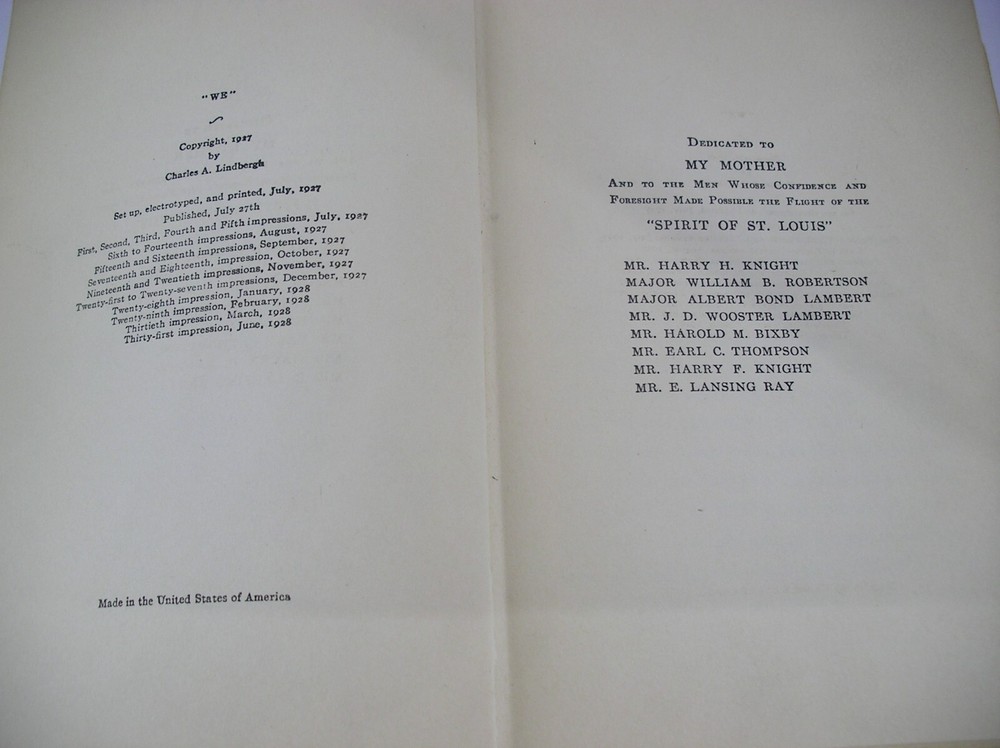 "WE"
Copyright, 1927
by
Charles A. Lindbergh
Set up, electrotyped, and printed, July, 1927
Published, July 27th
First, Second, Third, Fourth and Fifth impressions, July, 1927
Sixth to Fourteenth impressions, August, 1927
Fifteenth and Sixteenth impressions, September, 1927
Seventeenth and Eighteenth, impression, October, 1927
Nineteenth and Twentieth impressions, November, 1927
Twenty-first to Twenty-seventh impressions, December, 1927
Twenty-eighth impression, January, 1928
Twenty-ninth impression, February, 1928
Thirtieth impression, March, 1928
Thirty-first impression, June, 1928
Made in the United States of America
DEDICATED TO
MY MOTHER
AND TO THE MEN WHOSE CONFIDENCE AND
FORESIGHT MADE POSSIBLE THE FLIGHT OF THE
"SPIRIT OF ST. LOUIS"
MR. HARRY H. KNIGHT
MAJOR WILLIAM B. ROBERTSON
MAJOR ALBERT BOND LAMBERT
MR. J. D. WOOSTER LAMBERT
MR. HAROLD M. BIXBY
MR. EARL C. THOMPSON
MR. HARRY F. KNIGHT
MR. E. LANSING RAY